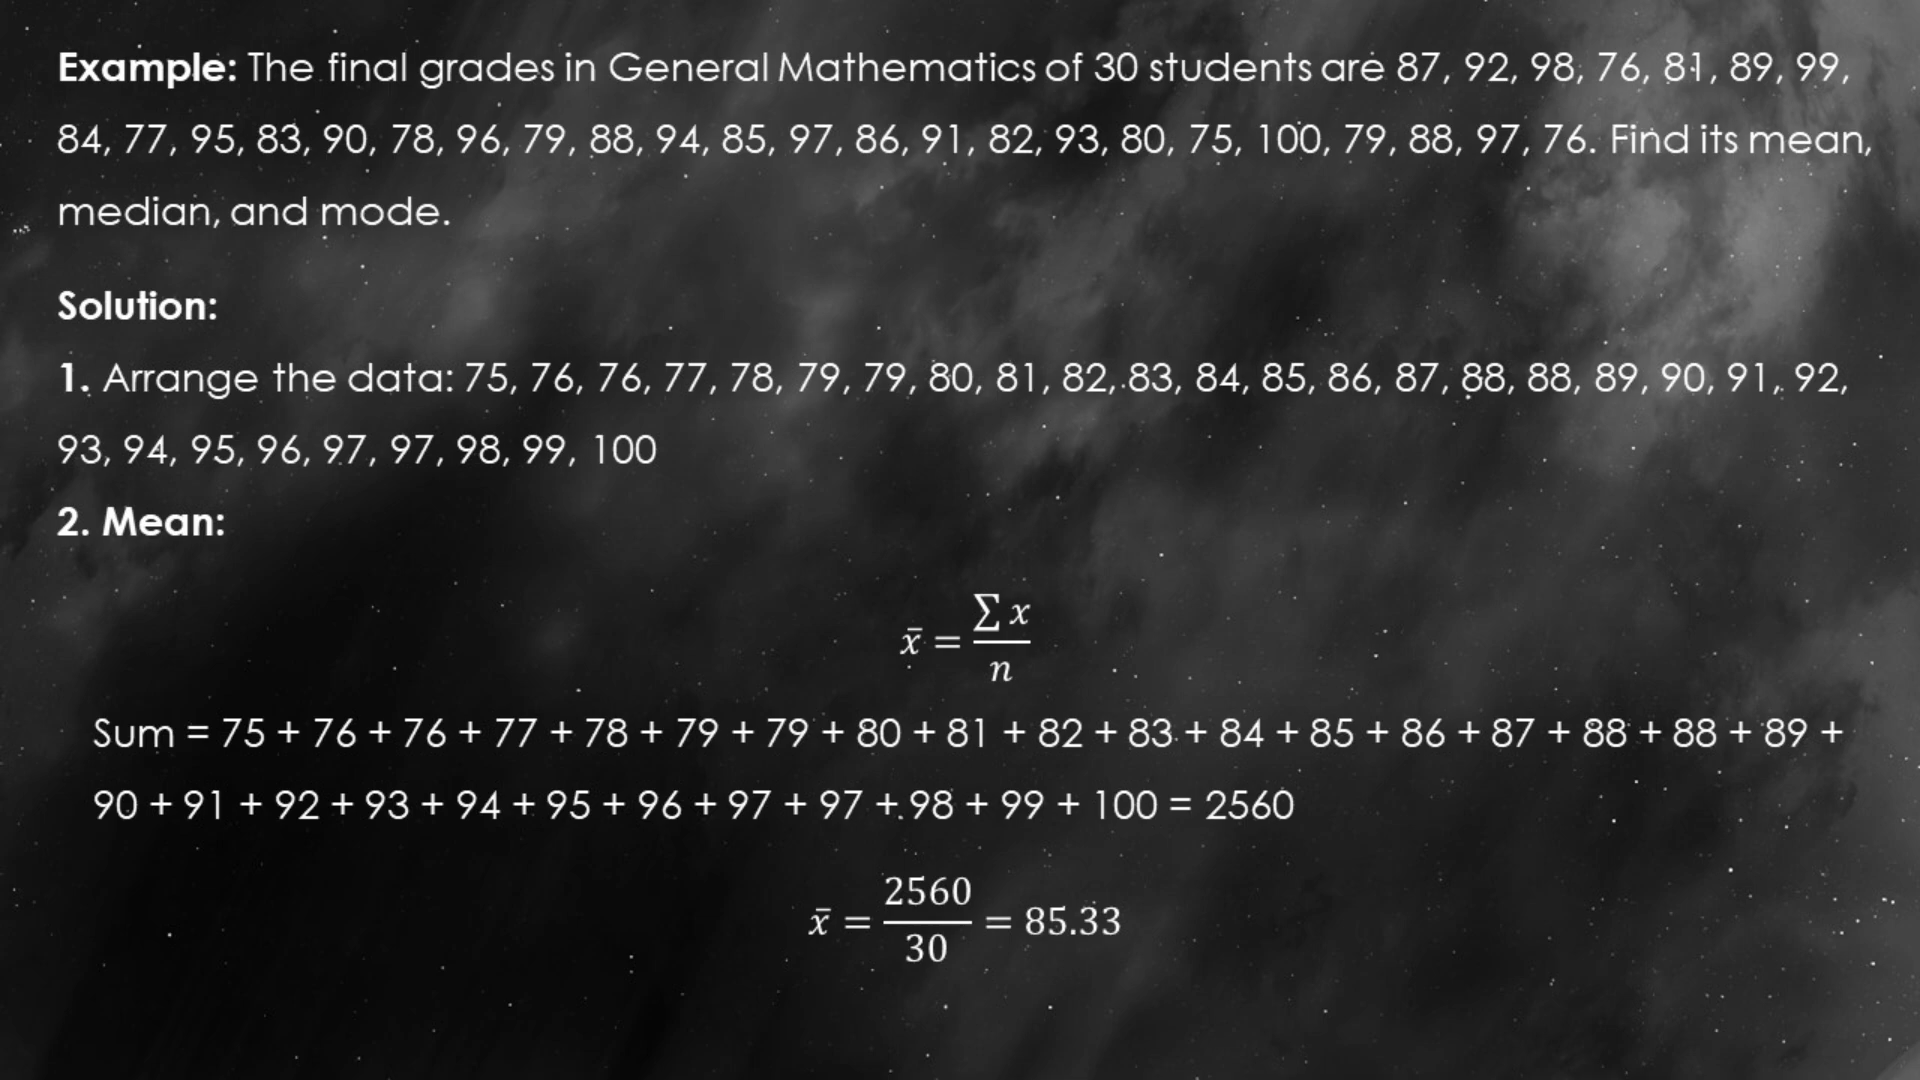 Example: The final grades in General Mathematics of 30 students are 87, 92, 98, 76, 81, 89, 99,
84, 77, 95, 83, 90, 78, 96, 79, 88, 94, 85, 97, 86, 91, 82, 93, 80, 75, 100, 79, 88, 97, 76. Find its mean,
median, and mode.
Solution:
1. Arrange the data: 75, 76, 76, 77, 78, 79, 79, 80, 81, 82, 83, 84, 85, 86, 87, 88, 88, 89, 90, 91, 92,
93, 94, 95, 96, 97, 97, 98, 99, 100
2. Mean:
x̄ = ∑ x / n
Sum = 75 + 76 + 76 + 77 + 78 + 79 + 79 + 80 + 81 + 82 + 83 + 84 + 85 + 86 + 87 + 88 + 88 + 89 +
90 + 91 + 92 + 93 + 94 + 95 + 96 + 97 + 97 + 98 + 99 + 100 = 2560
x̄ = 2560 / 30 = 85.33